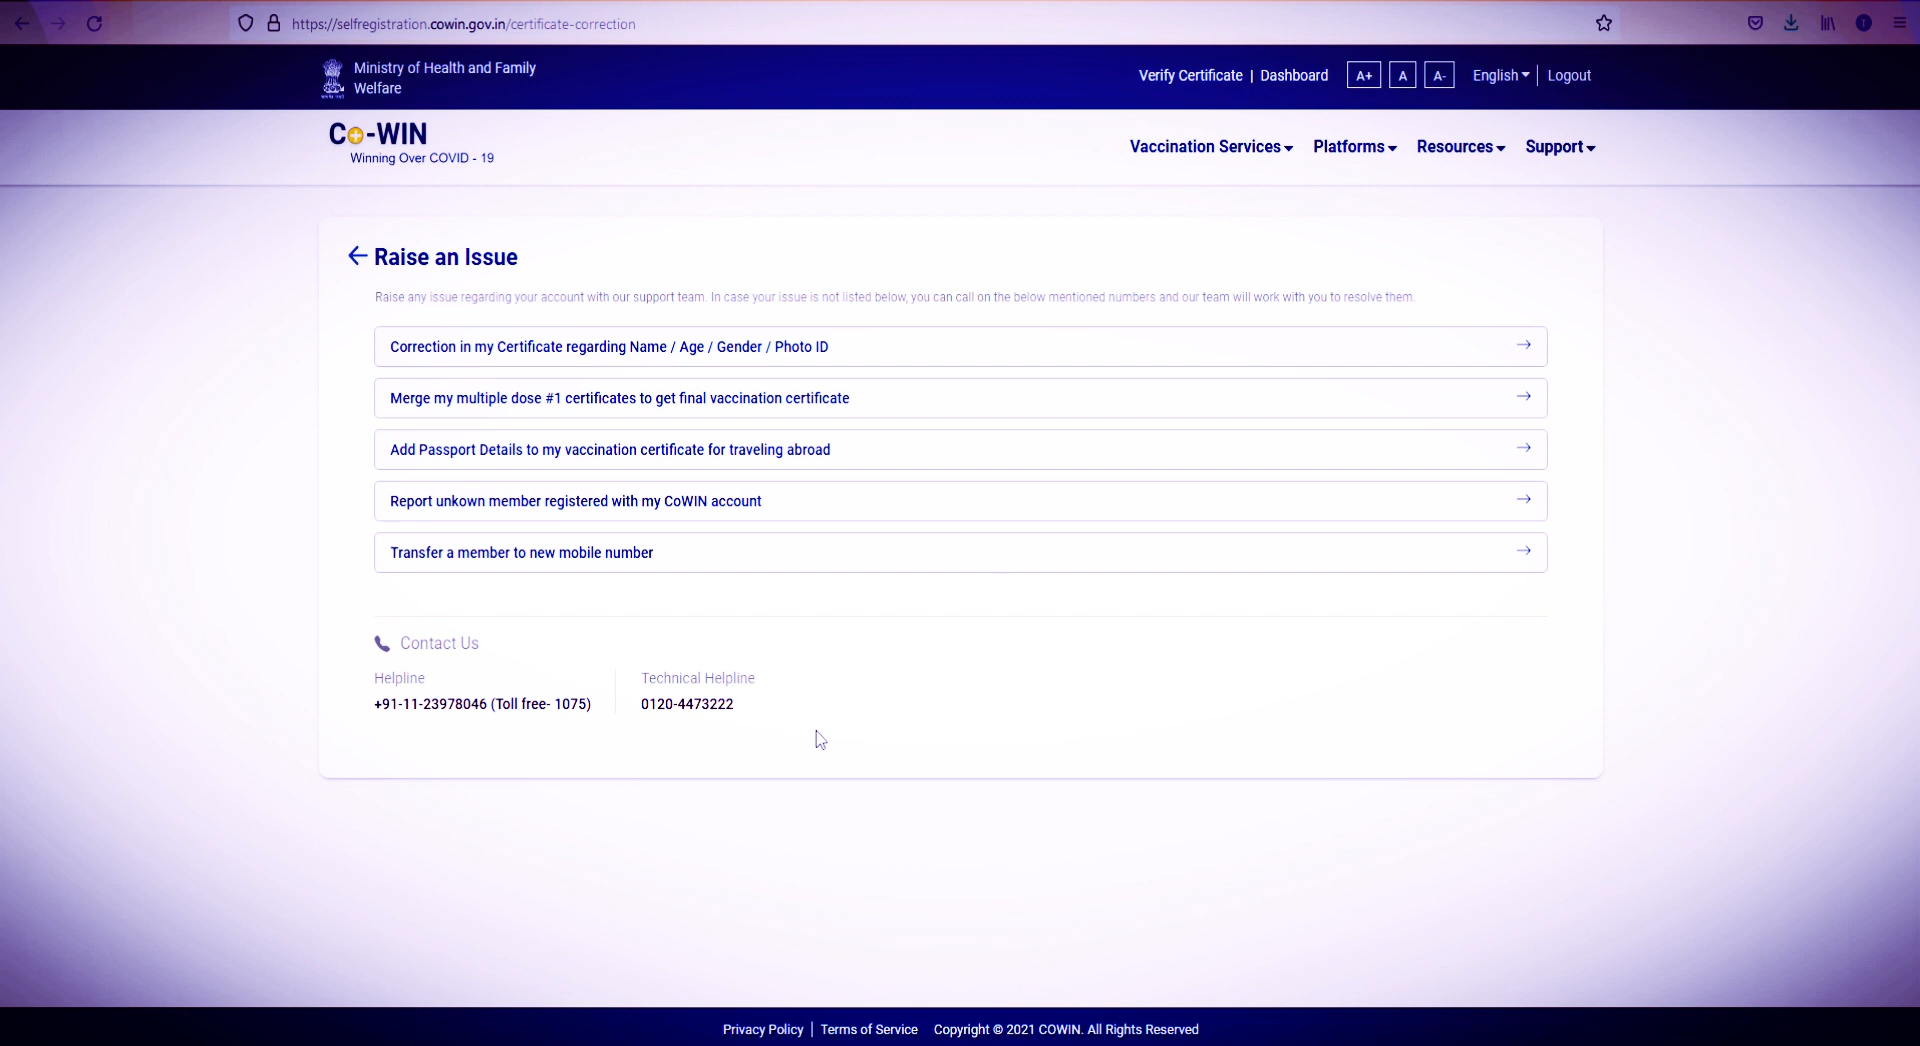 https://selfregistration.cowin.gov.in/certificate-correction
Ministry of Health and Family
Welfare
Verify Certificate | Dashboard A+ A A- English Logout
Co-WIN
Winning Over COVID - 19
Vaccination Services Platforms Resources Support
Raise an Issue
Raise any issue regarding your account with our support team. In case your issue is not listed below, you can call on the below mentioned numbers and our team will work with you to resolve them.
Correction in my Certificate regarding Name / Age / Gender / Photo ID
Merge my multiple dose #1 certificates to get final vaccination certificate
Add Passport Details to my vaccination certificate for traveling abroad
Report unkown member registered with my CoWIN account
Transfer a member to new mobile number
Contact Us
Helpline
+91-11-23978046 (Toll free- 1075)
Technical Helpline
0120-4473222
Privacy Policy | Terms of Service Copyright © 2021 COWIN. All Rights Reserved